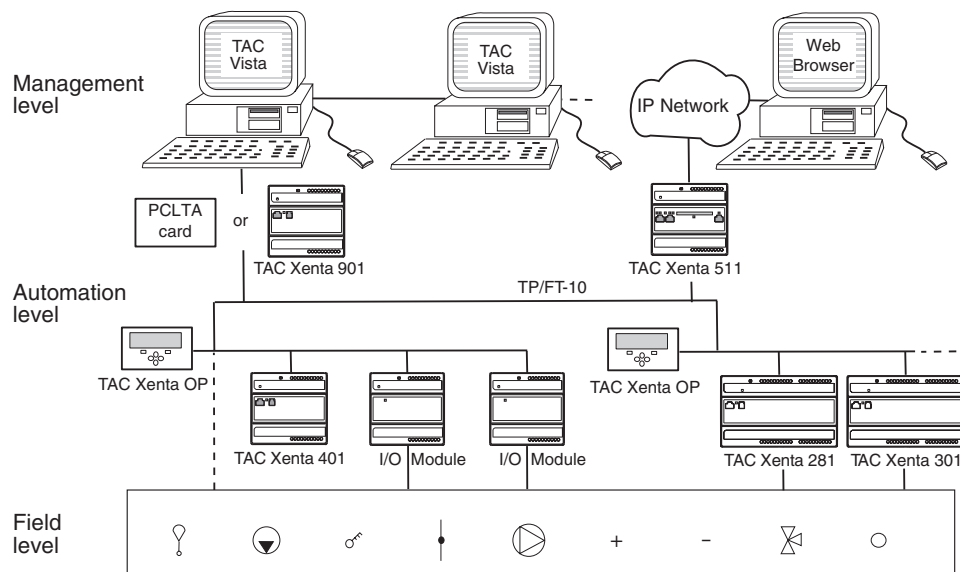 TAC
Vista
TAC
Vista
Web
Browser
Management
level
IP Network
PCLTA
card
or
TAC Xenta 901
TAC Xenta 511
Automation
level
TP/FT-10
TAC Xenta OP
TAC Xenta OP
TAC Xenta 401
I/O Module
I/O Module
TAC Xenta 281
TAC Xenta 301
Field
level
+
-